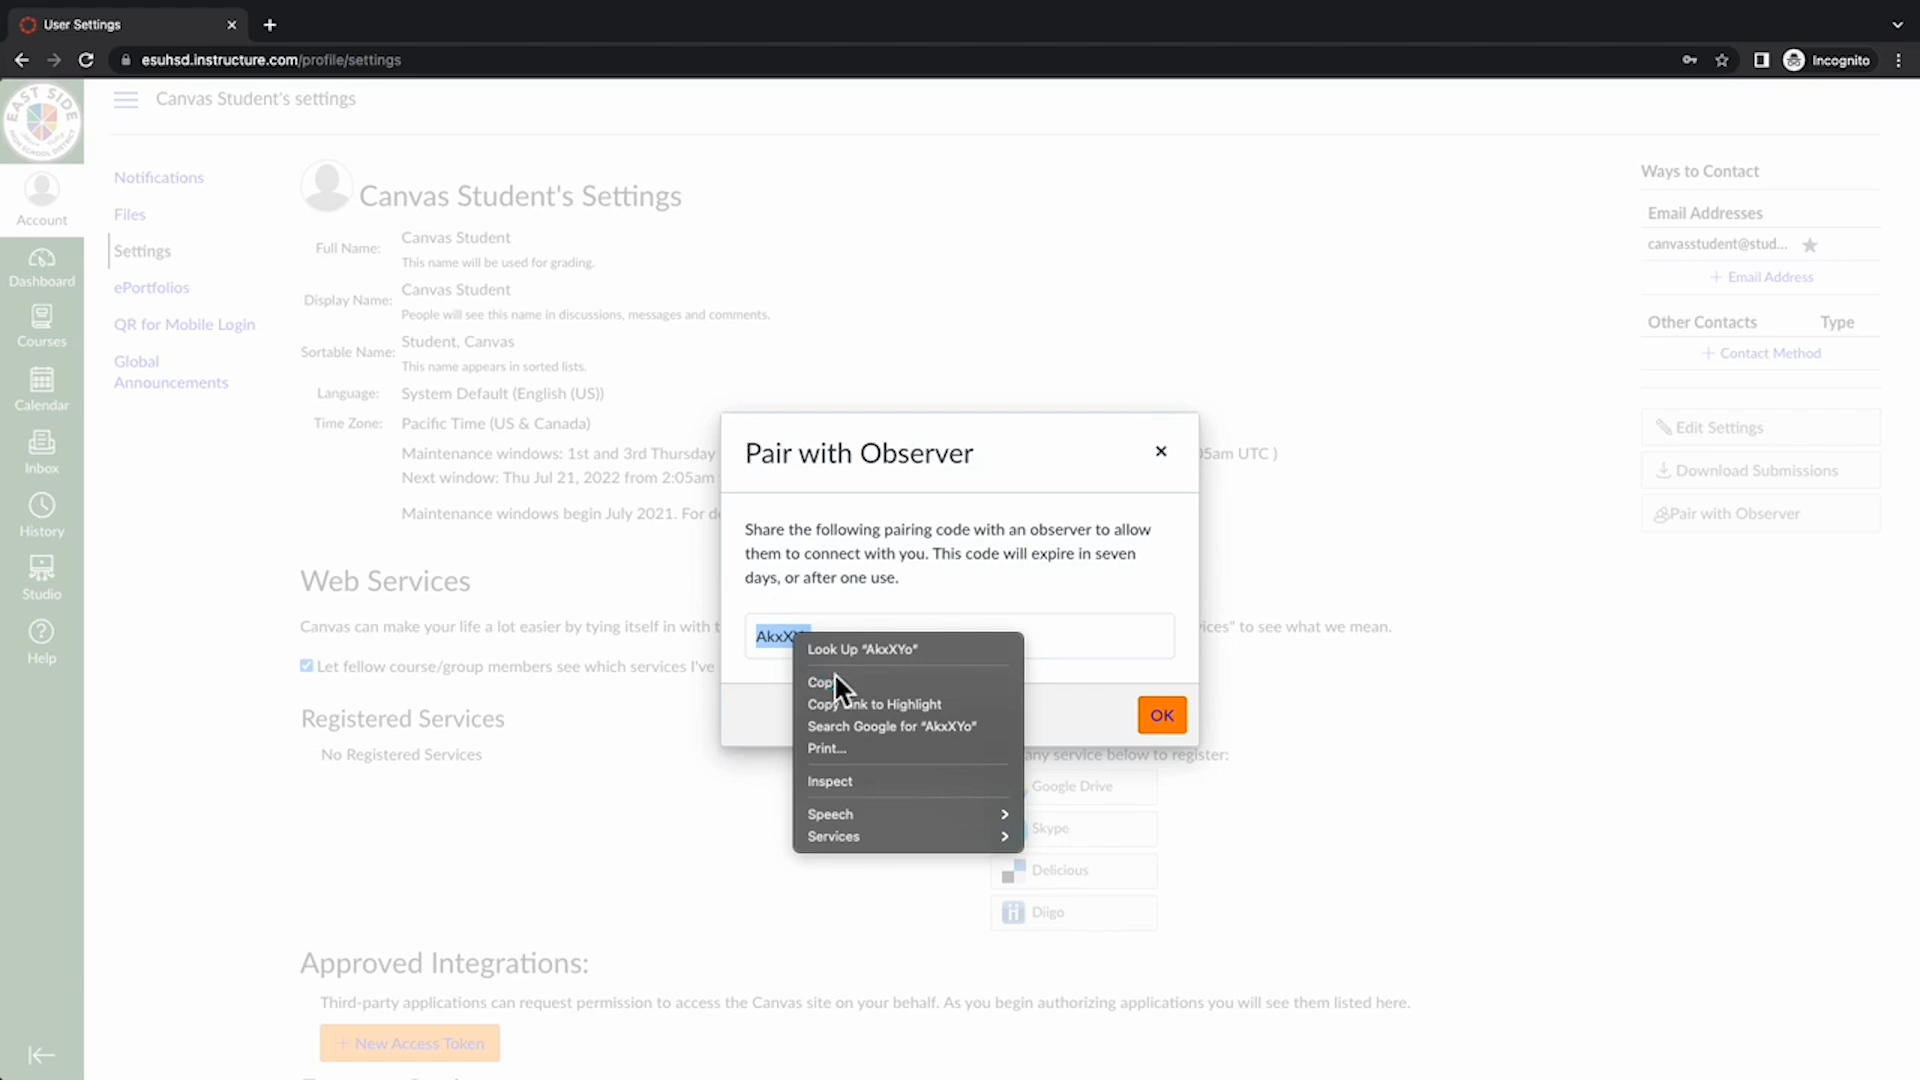 User Settings
esuhsd.instructure.com/profile/settings
Incognito
EAST SIDE
HIGH SCHOOL DISTRICT
Canvas Student's settings
Account
Dashboard
Courses
Calendar
Inbox
History
Studio
Help
Notifications
Files
Settings
ePortfolios
QR for Mobile Login
Global
Announcements
Canvas Student's Settings
Full Name:
Canvas Student
This name will be used for grading.
Display Name:
Canvas Student
People will see this name in discussions, messages and comments.
Sortable Name:
Student, Canvas
This name appears in sorted lists.
Language:
System Default (English (US))
Time Zone:
Pacific Time (US & Canada)
Maintenance windows: 1st and 3rd Thursday
5am UTC )
Next window: Thu Jul 21, 2022 from 2:05am
Maintenance windows begin July 2021. For
Web Services
Canvas can make your life a lot easier by tying itself in with
ices" to see what we mean.
Let fellow course/group members see which services I've
Registered Services
No Registered Services
any service below to register:
Google Drive
Skype
Delicious
Diigo
Approved Integrations:
Third-party applications can request permission to access the Canvas site on your behalf. As you begin authorizing applications you will see them listed here.
+ New Access Token
Ways to Contact
Email Addresses
canvasstudent@stud...
+ Email Address
Other Contacts
Type
+ Contact Method
Edit Settings
Download Submissions
Pair with Observer
Pair with Observer
Share the following pairing code with an observer to allow
them to connect with you. This code will expire in seven
days, or after one use.
AkxX
OK
Look Up "AkxXYo"
Copy
Copy Link to Highlight
Search Google for "AkxXYo"
Print...
Inspect
Speech
Services